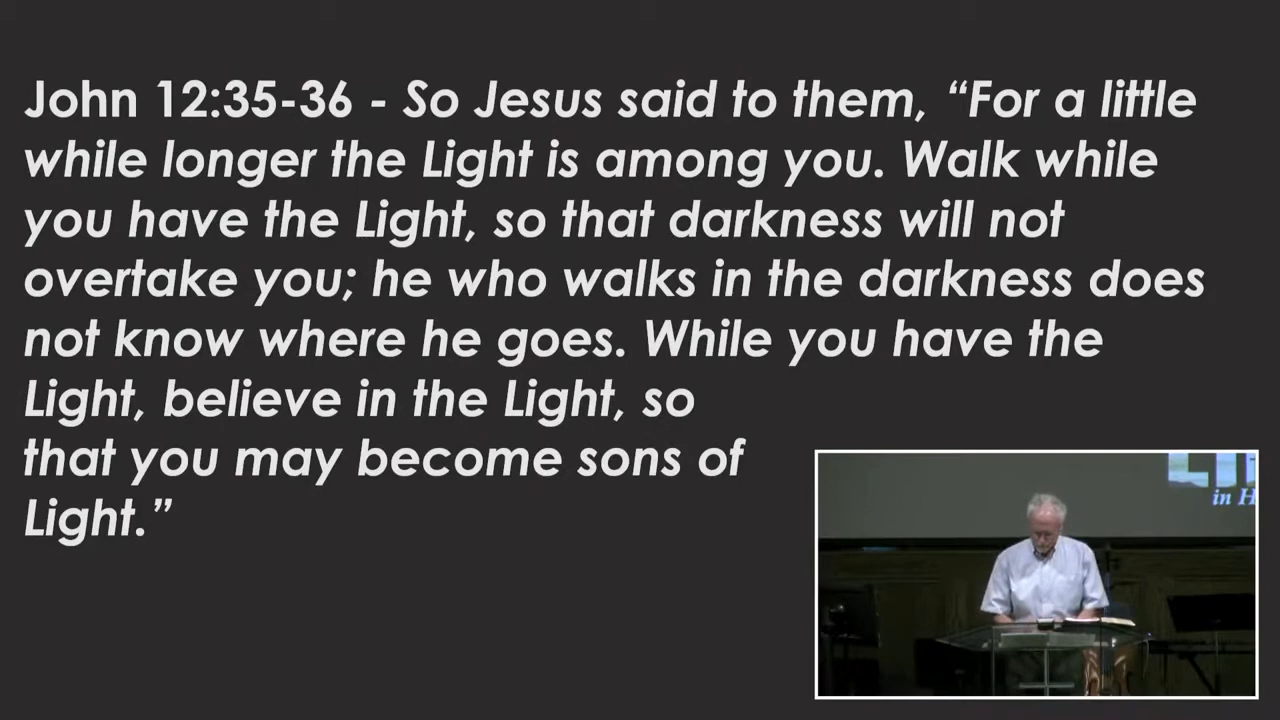 John 12:35-36 - So Jesus said to them, “For a little
while longer the Light is among you. Walk while
you have the Light, so that darkness will not
overtake you; he who walks in the darkness does
not know where he goes. While you have the
Light, believe in the Light, so
that you may become sons of
Light.”
in H